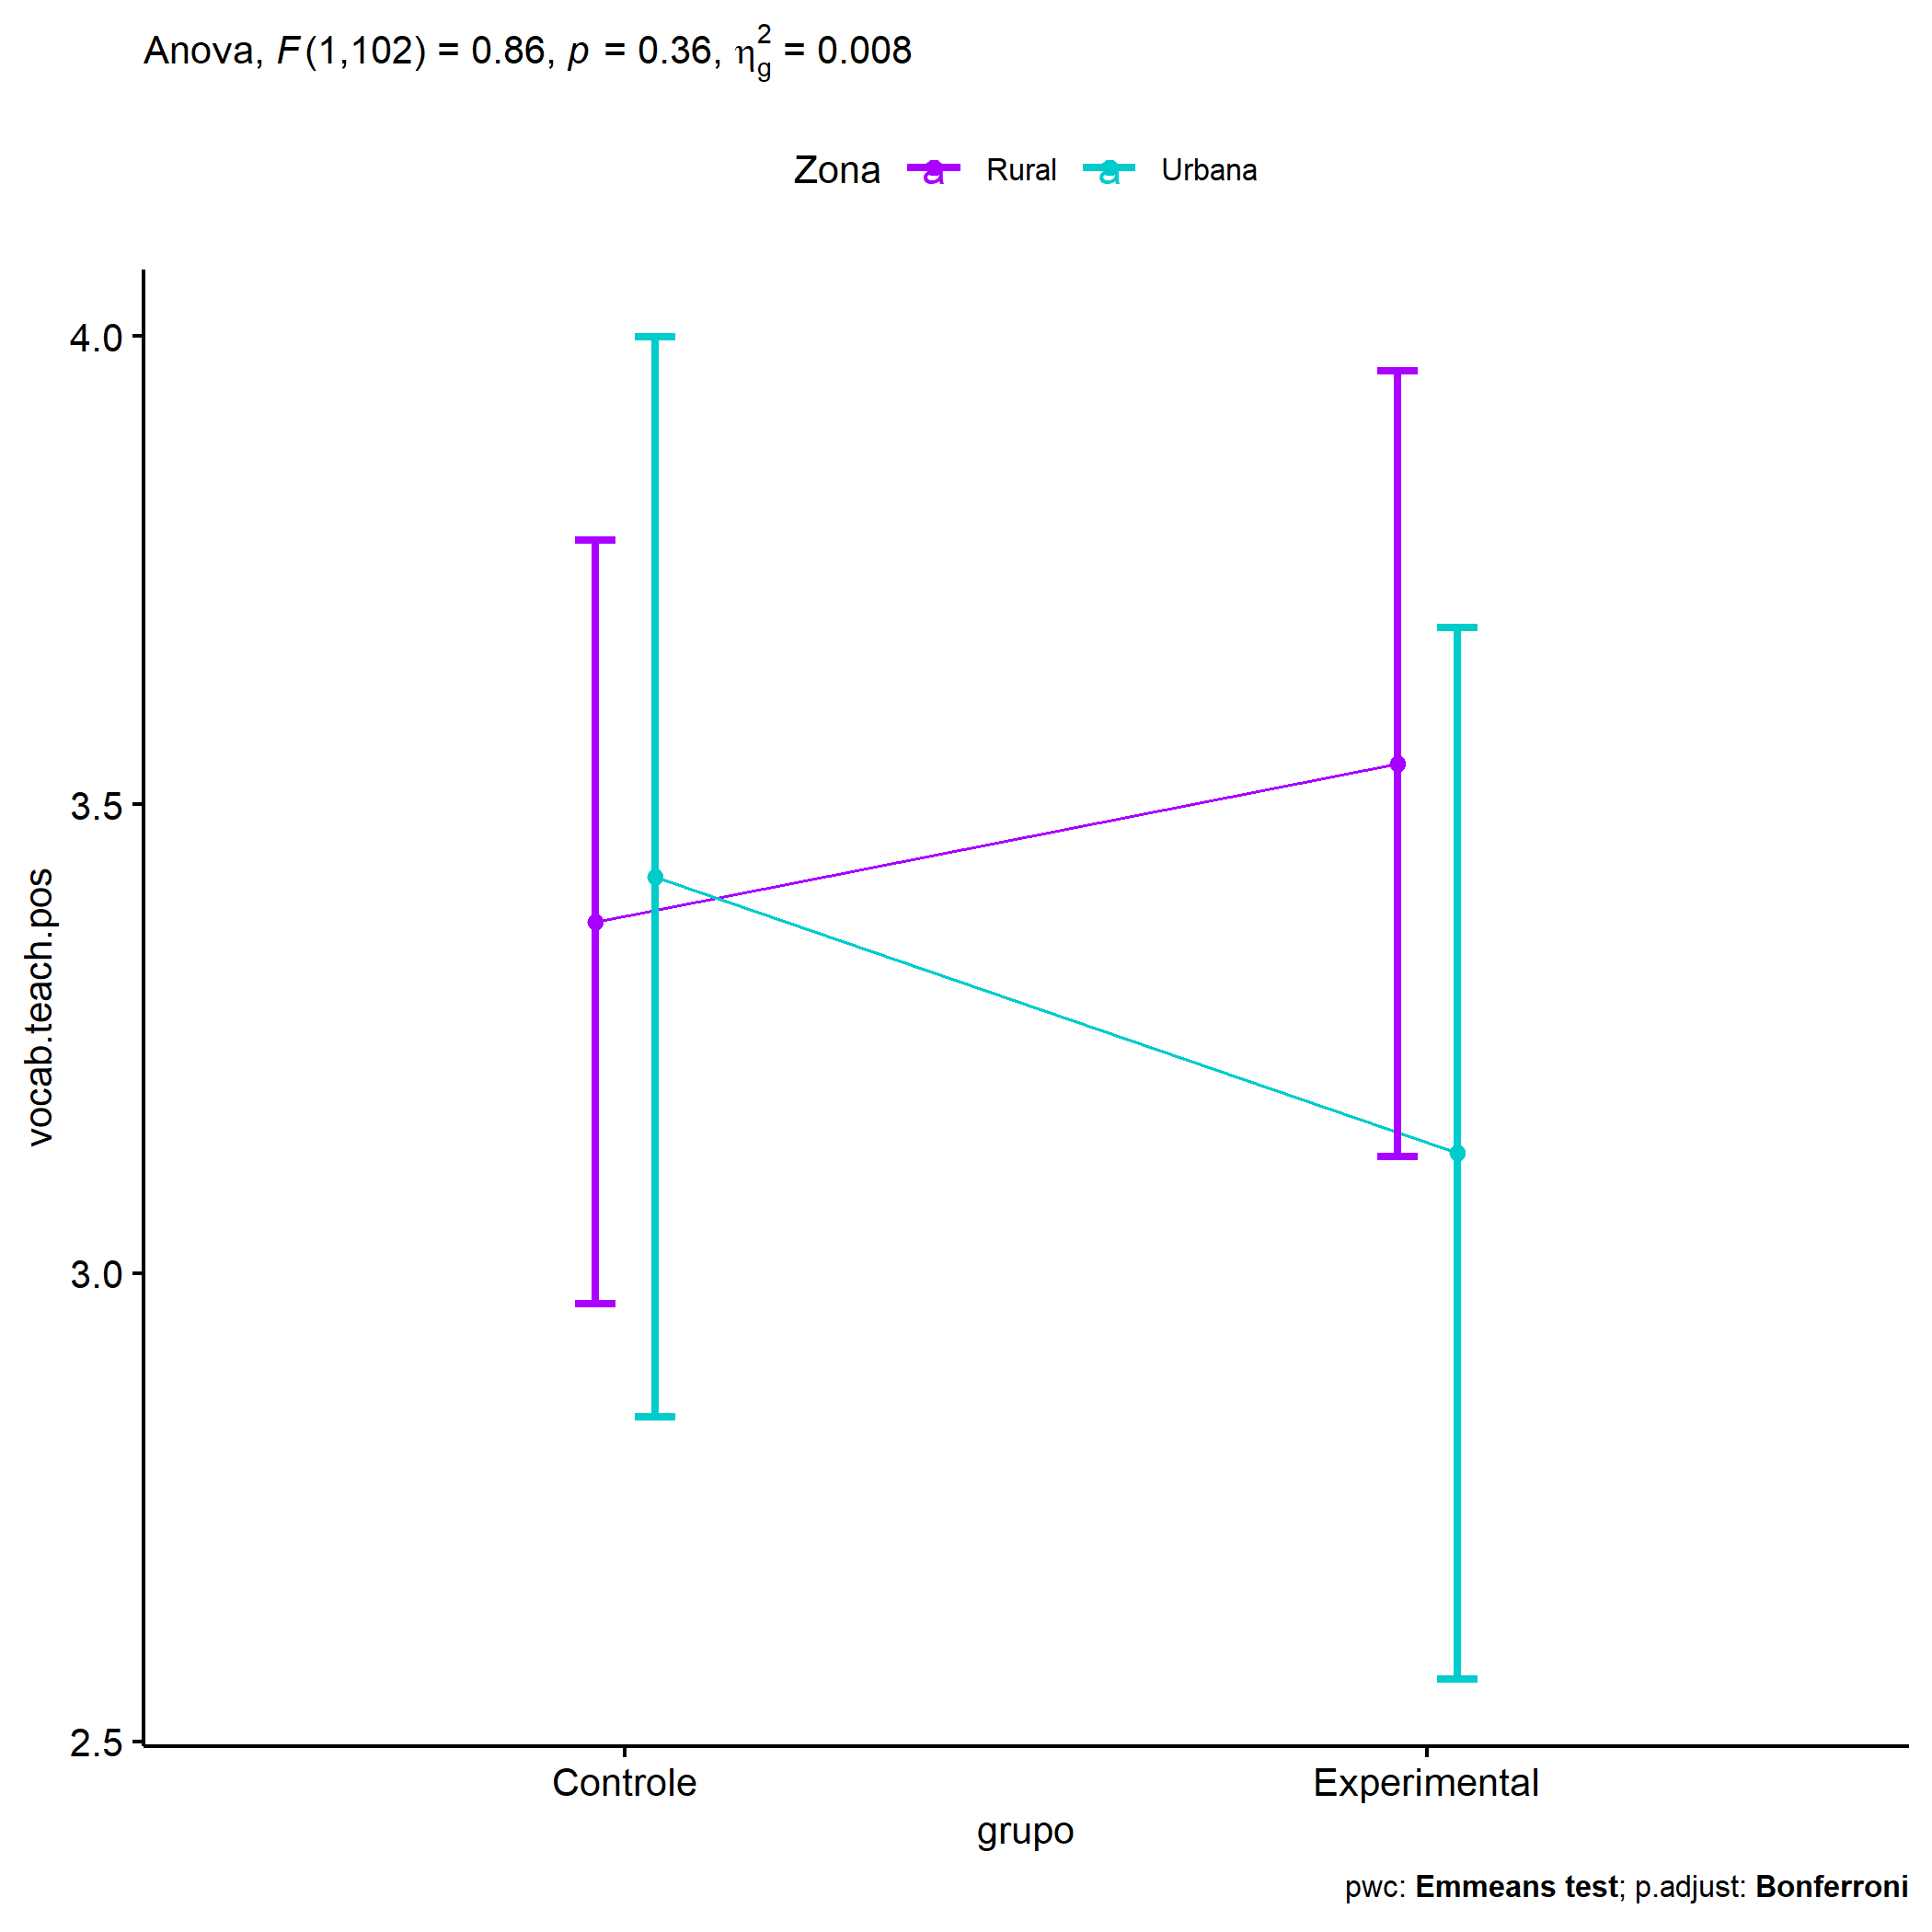 Anova, F(1,102) = 0.86, p = 0.36, η²g = 0.008
Zona a Rural a Urbana
4.0
3.5
3.0
2.5
vocab.teach.pos
Controle Experimental
grupo
pwc: Emmeans test; p.adjust: Bonferroni